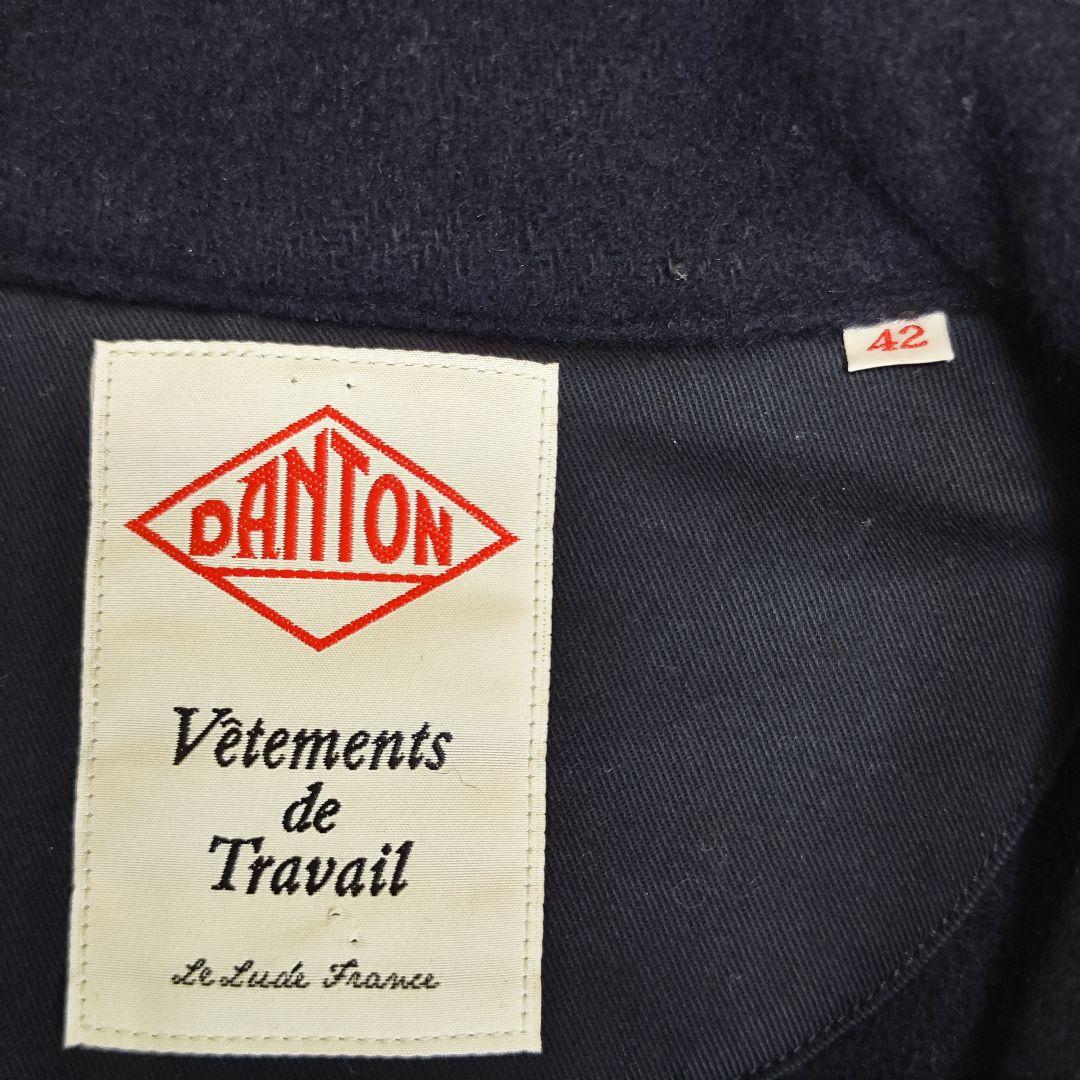 42
DANTON
Vêtements
de
Travail
Le Lude France